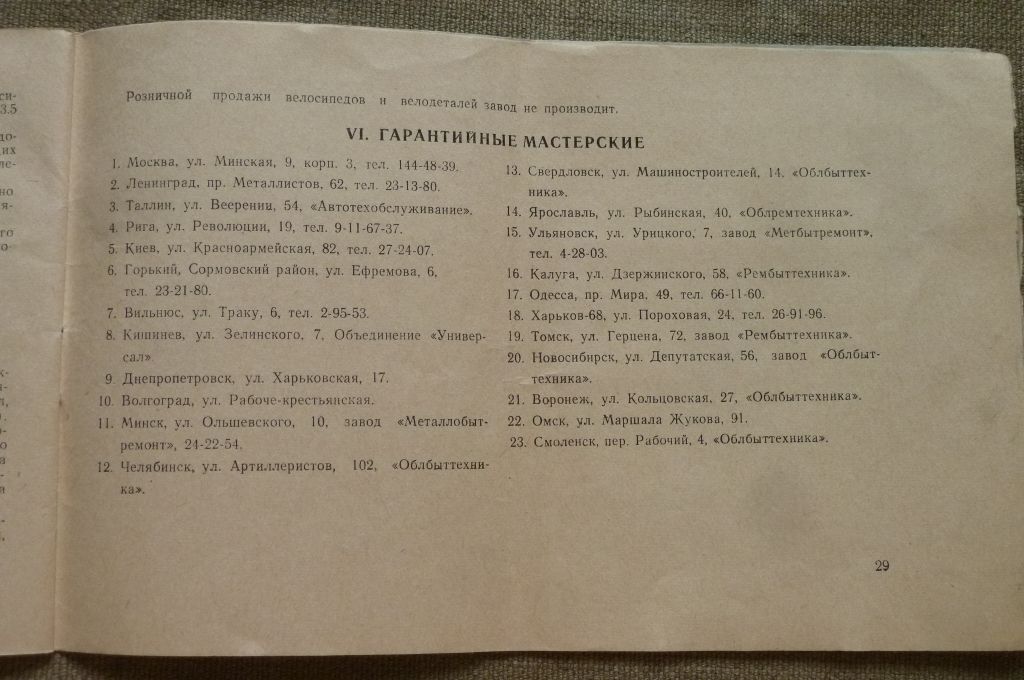 си-
3.5
до-
их
ле-
но
я-
го
о-
к-
я-
л,
).
о-
о
а
-
я
-
,
Розничной продажи велосипедов и велодеталей завод не производит.
VI. ГАРАНТИЙНЫЕ МАСТЕРСКИЕ
1. Москва, ул. Минская, 9, корп. 3, тел. 144-48-39.
2. Ленинград, пр. Металлистов, 62, тел. 23-13-80.
3. Таллин, ул. Веерении, 54, «Автотехобслуживание».
4. Рига, ул. Революции, 19, тел. 9-11-67-37.
5. Киев, ул. Красноармейская, 82, тел. 27-24-07.
6. Горький, Сормовский район, ул. Ефремова, 6,
тел. 23-21-80.
7. Вильнюс, ул. Траку, 6, тел. 2-95-53.
8. Кишинев, ул. Зелинского, 7, Объединение «Универ-
сал»
9. Днепропетровск, ул. Харьковская, 17.
10. Волгоград, ул. Рабоче-крестьянская.
11. Минск, ул. Ольшевского, 10, завод «Металлобыт-
ремонт», 24-22-54.
12. Челябинск, ул. Артиллеристов, 102, «Облбыттехни-
ка».
13. Свердловск, ул. Машиностроителей, 14, «Облбыттех-
ника».
14. Ярославль, ул. Рыбинская, 40, «Облремтехника».
15. Ульяновск, ул. Урицкого, 7, завод «Метбытремонт»,
тел. 4-28-03.
16. Калуга, ул. Дзержинского, 58, «Рембыттехника».
17. Одесса, пр. Мира, 49, тел. 66-11-60.
18. Харьков-68, ул. Пороховая, 24, тел. 26-91-96.
19. Томск, ул. Герцена, 72, завод «Рембыттехника».
20. Новосибирск, ул. Депутатская, 56, завод «Облбыт-
техника».
21. Воронеж, ул. Кольцовская, 27, «Облбыттехника».
22. Омск, ул. Маршала Жукова, 91.
23. Смоленск, пер. Рабочий, 4, «Облбыттехника».
29